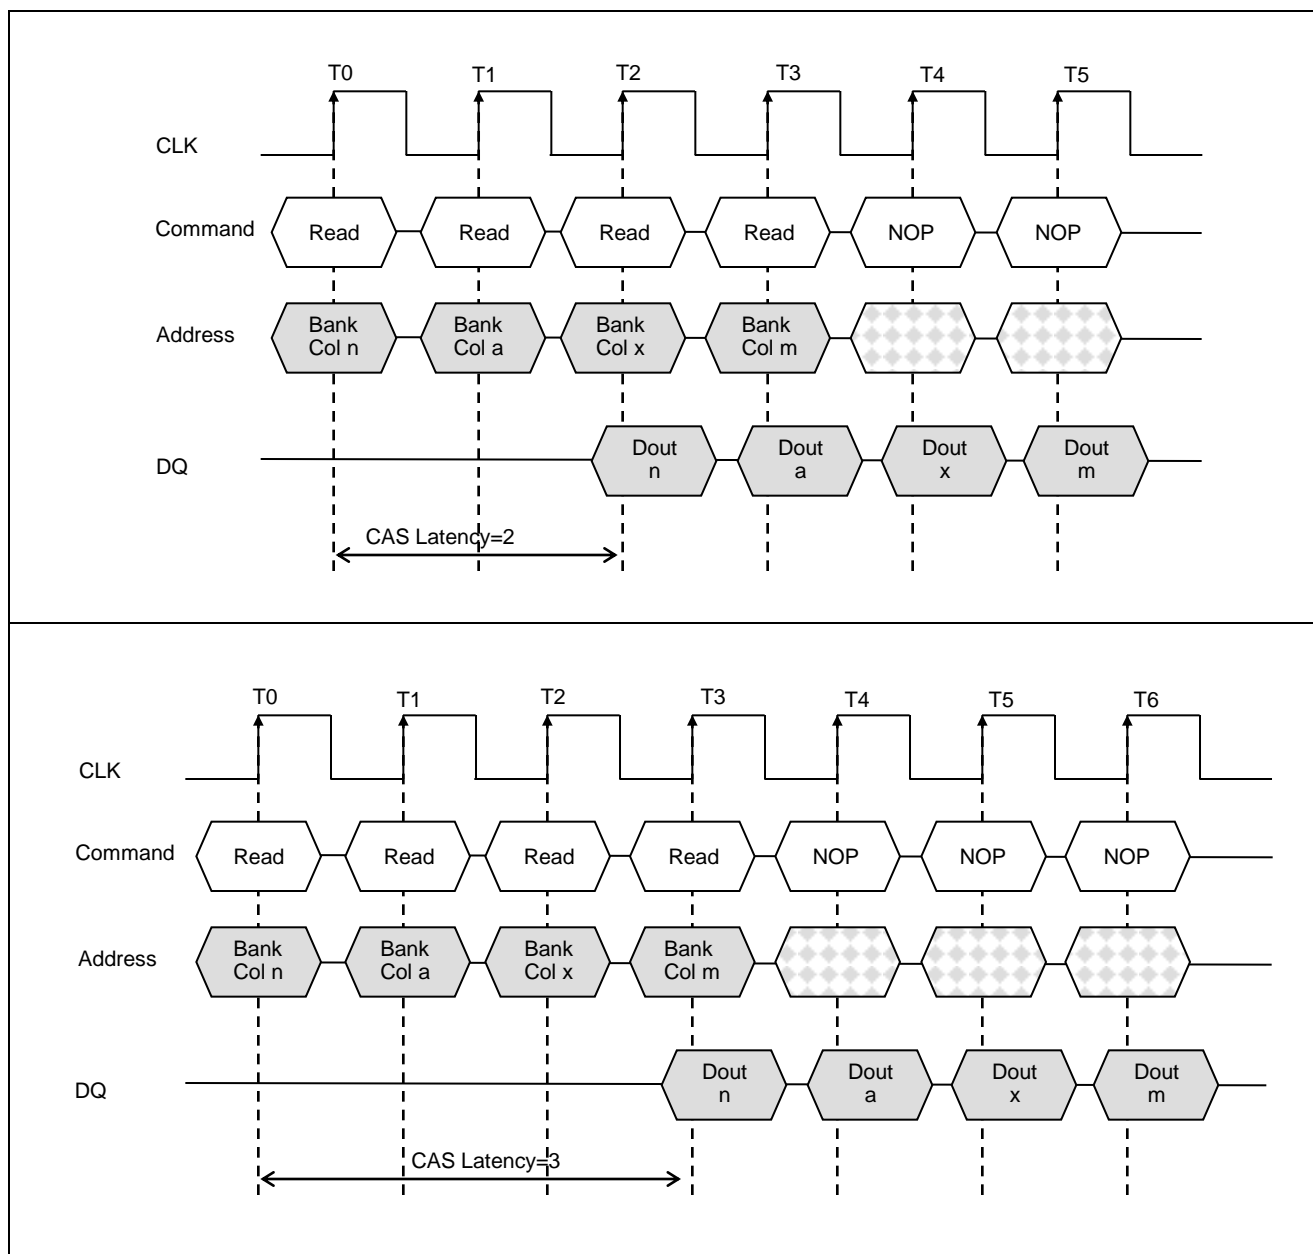 T0 T1 T2 T3 T4 T5
CLK
Command Read Read Read Read NOP NOP
Address
Bank Bank Bank Bank
Col n Col a Col x Col m
DQ
Dout Dout Dout Dout
n a x m
CAS Latency=2
T0 T1 T2 T3 T4 T5 T6
CLK
Command Read Read Read Read NOP NOP NOP
Address
Bank Bank Bank Bank
Col n Col a Col x Col m
DQ
Dout Dout Dout Dout
n a x m
CAS Latency=3